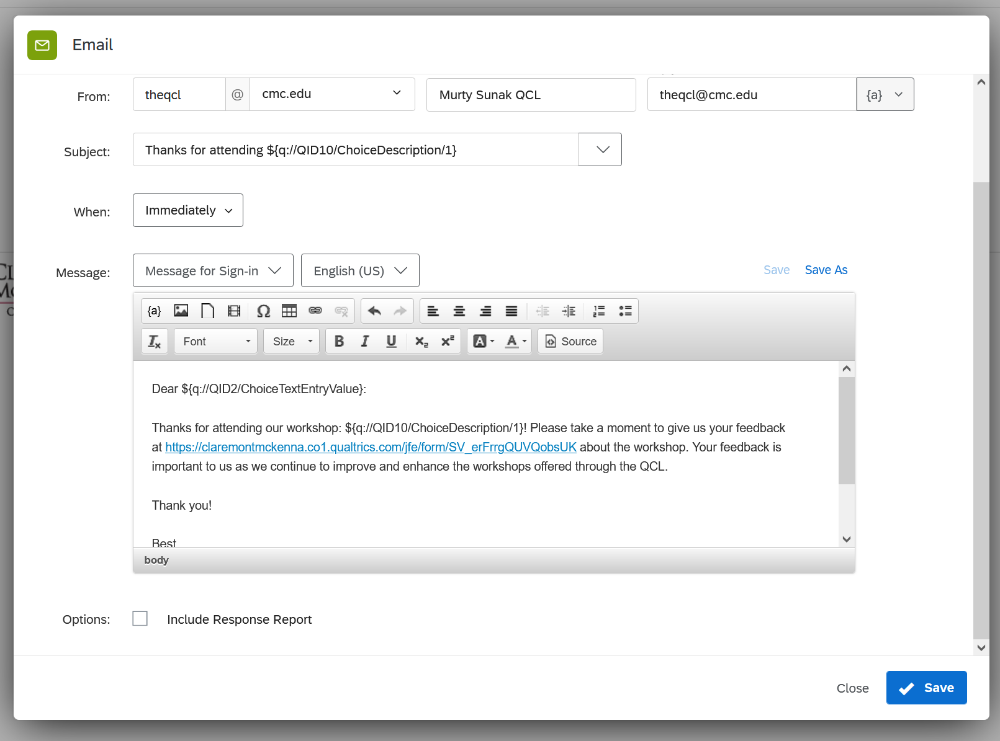 Email
From: theqcl @ cmc.edu Murty Sunak QCL theqcl@cmc.edu {a}
Subject: Thanks for attending ${q://QID10/ChoiceDescription/1}
When: Immediately
Message: Message for Sign-in English (US) Save Save As
{a}
Font Size B I U x₂ x² A A Source
Dear ${q://QID2/ChoiceTextEntryValue}:
Thanks for attending our workshop: ${q://QID10/ChoiceDescription/1}! Please take a moment to give us your feedback
at https://claremontmckenna.co1.qualtrics.com/jfe/form/SV_erFrrgQUVQobsUK about the workshop. Your feedback is
important to us as we continue to improve and enhance the workshops offered through the QCL.
Thank you!
Best
body
Options: Include Response Report
Close Save